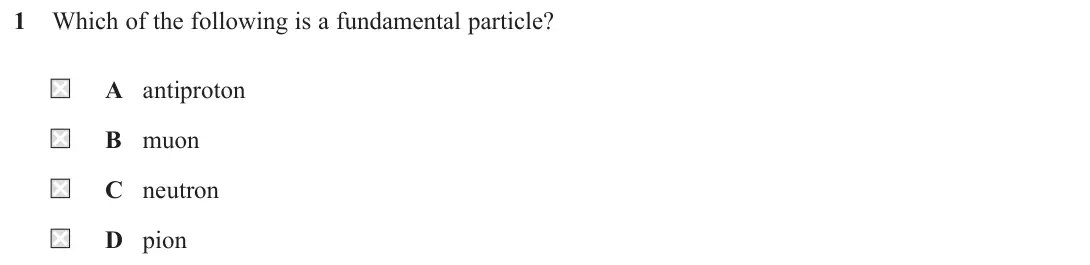 1 Which of the following is a fundamental particle?
A antiproton
B muon
C neutron
D pion